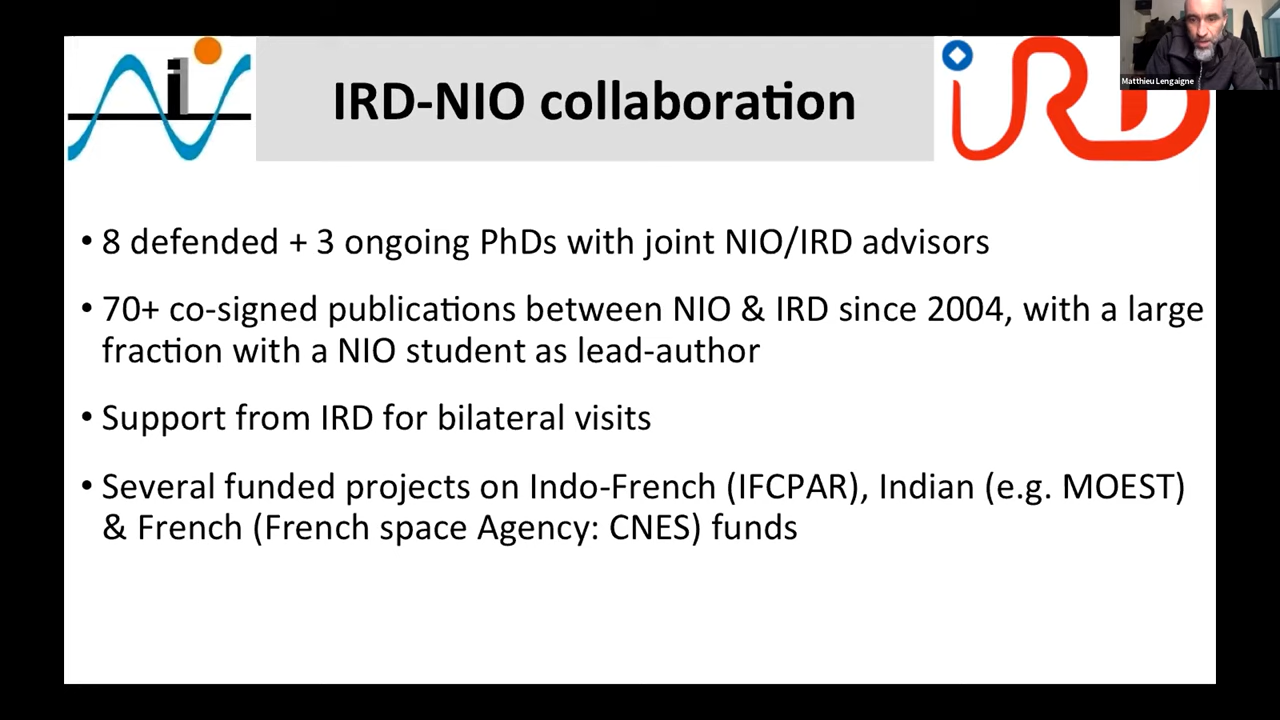 nio
IRD-NIO collaboration
iRD
Matthieu Lengaigne
• 8 defended + 3 ongoing PhDs with joint NIO/IRD advisors
• 70+ co-signed publications between NIO & IRD since 2004, with a large
fraction with a NIO student as lead-author
• Support from IRD for bilateral visits
• Several funded projects on Indo-French (IFCPAR), Indian (e.g. MOEST)
& French (French space Agency: CNES) funds